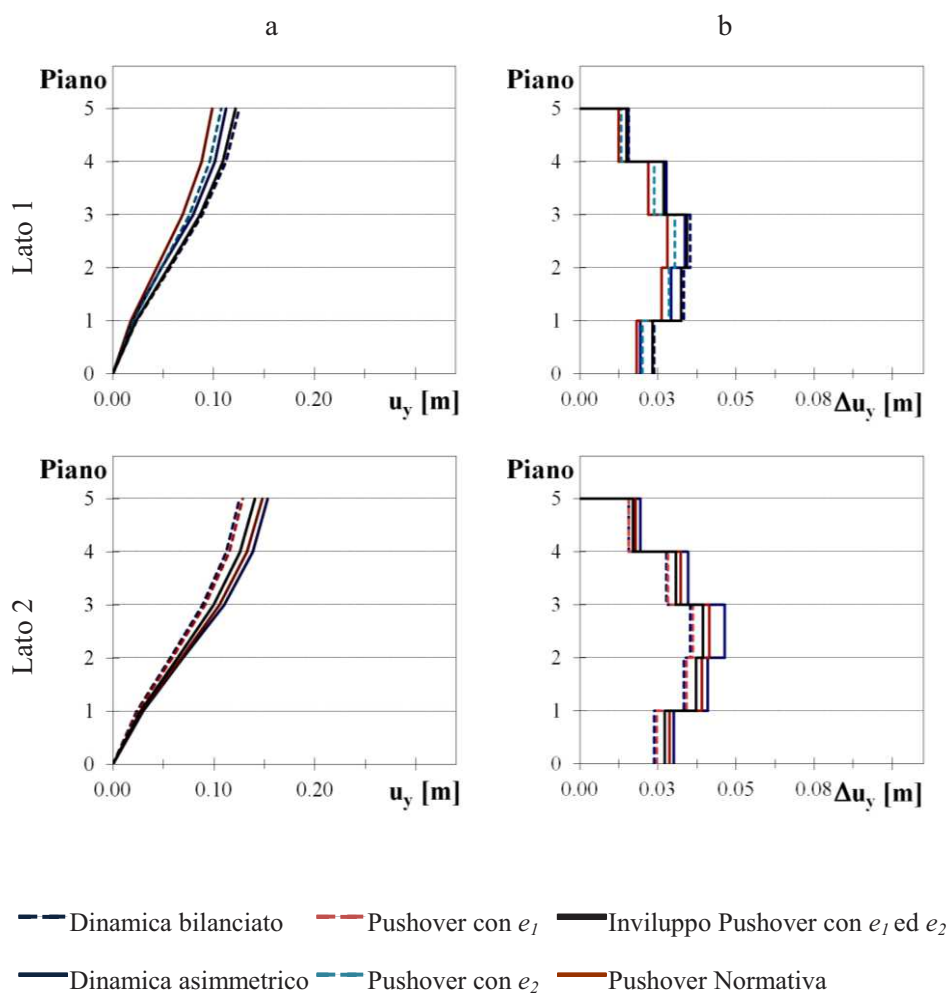 a b
Lato 1
Piano
5
4
3
2
1
0
0.00 0.10 0.20 u_y [m]
Piano
5
4
3
2
1
0
0.00 0.03 0.05 0.08 Δu_y [m]
Lato 2
Piano
5
4
3
2
1
0
0.00 0.10 0.20 u_y [m]
Piano
5
4
3
2
1
0
0.00 0.03 0.05 0.08 Δu_y [m]
Dinamica bilanciato Pushover con e_1 Inviluppo Pushover con e_1 ed e_2
Dinamica asimmetrico Pushover con e_2 Pushover Normativa